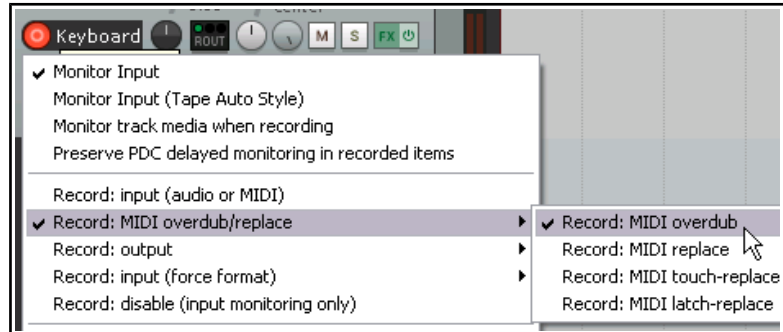 Keyboard ROUT M S FX
Monitor Input
Monitor Input (Tape Auto Style)
Monitor track media when recording
Preserve PDC delayed monitoring in recorded items
Record: input (audio or MIDI)
Record: MIDI overdub/replace
Record: output
Record: input (force format)
Record: disable (input monitoring only)
Record: MIDI overdub
Record: MIDI replace
Record: MIDI touch-replace
Record: MIDI latch-replace